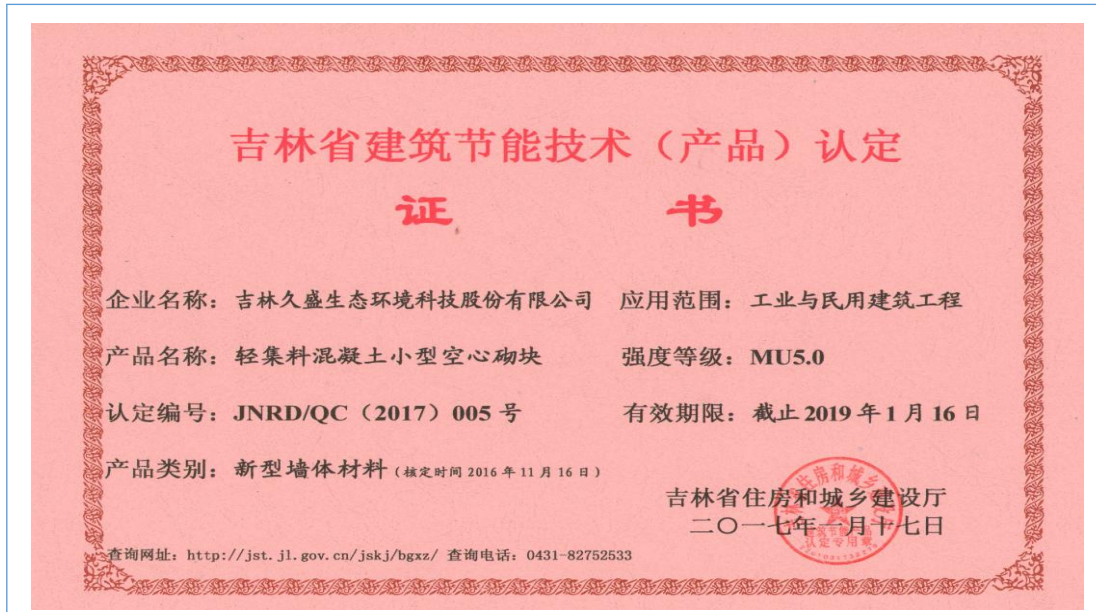 吉林省建筑节能技术（产品）认定
证 书
企业名称：吉林久盛生态环境科技股份有限公司 应用范围：工业与民用建筑工程
产品名称：轻集料混凝土小型空心砌块 强度等级：MU5.0
认定编号：JNRD/QC（2017）005号 有效期限：截止2019年1月16日
产品类别：新型墙体材料（核定时间2016年11月16日）
吉林省住房和城乡建设厅
二〇一七年一月十七日
查询网址：http://jst.jl.gov.cn/jskj/bgxz/ 查询电话：0431-82752533